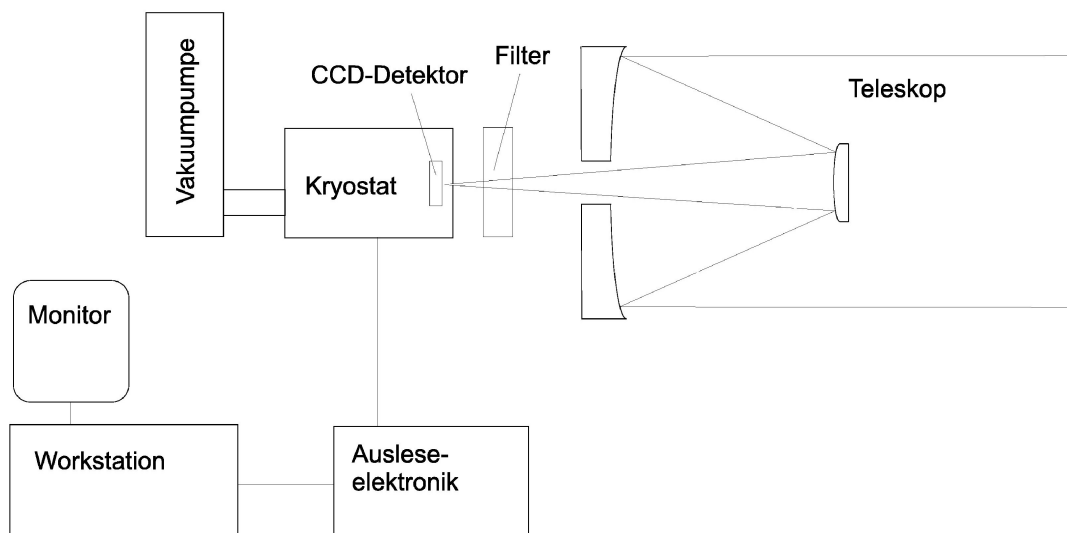 Vakuumpumpe
CCD-Detektor
Filter
Teleskop
Kryostat
Monitor
Workstation
Auslese-
elektronik